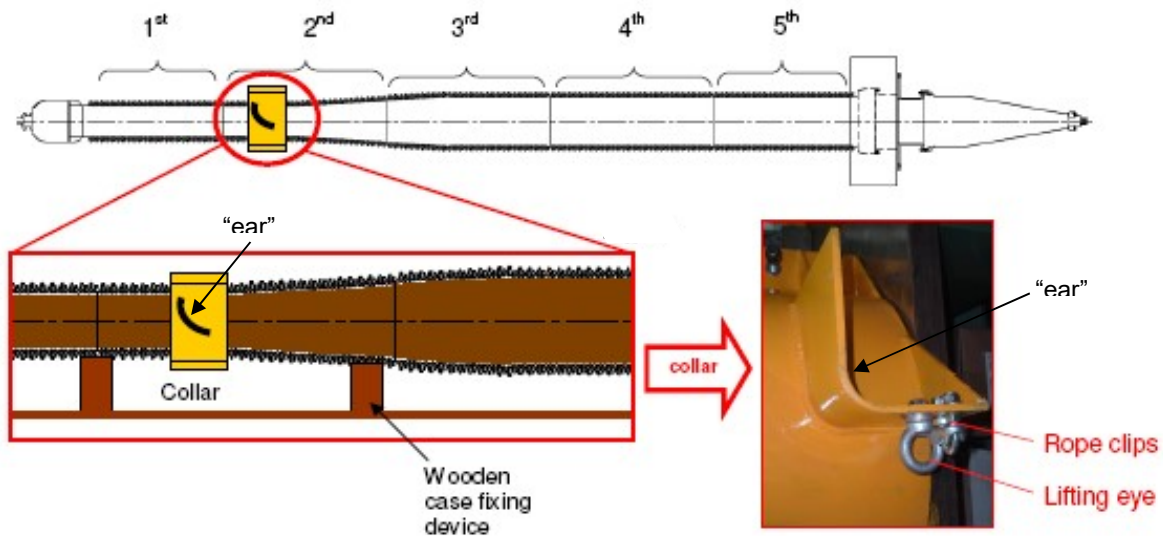 1st
2nd
3rd
4th
5th
“ear”
“ear”
Collar
collar
Wooden
case fixing
device
Rope clips
Lifting eye